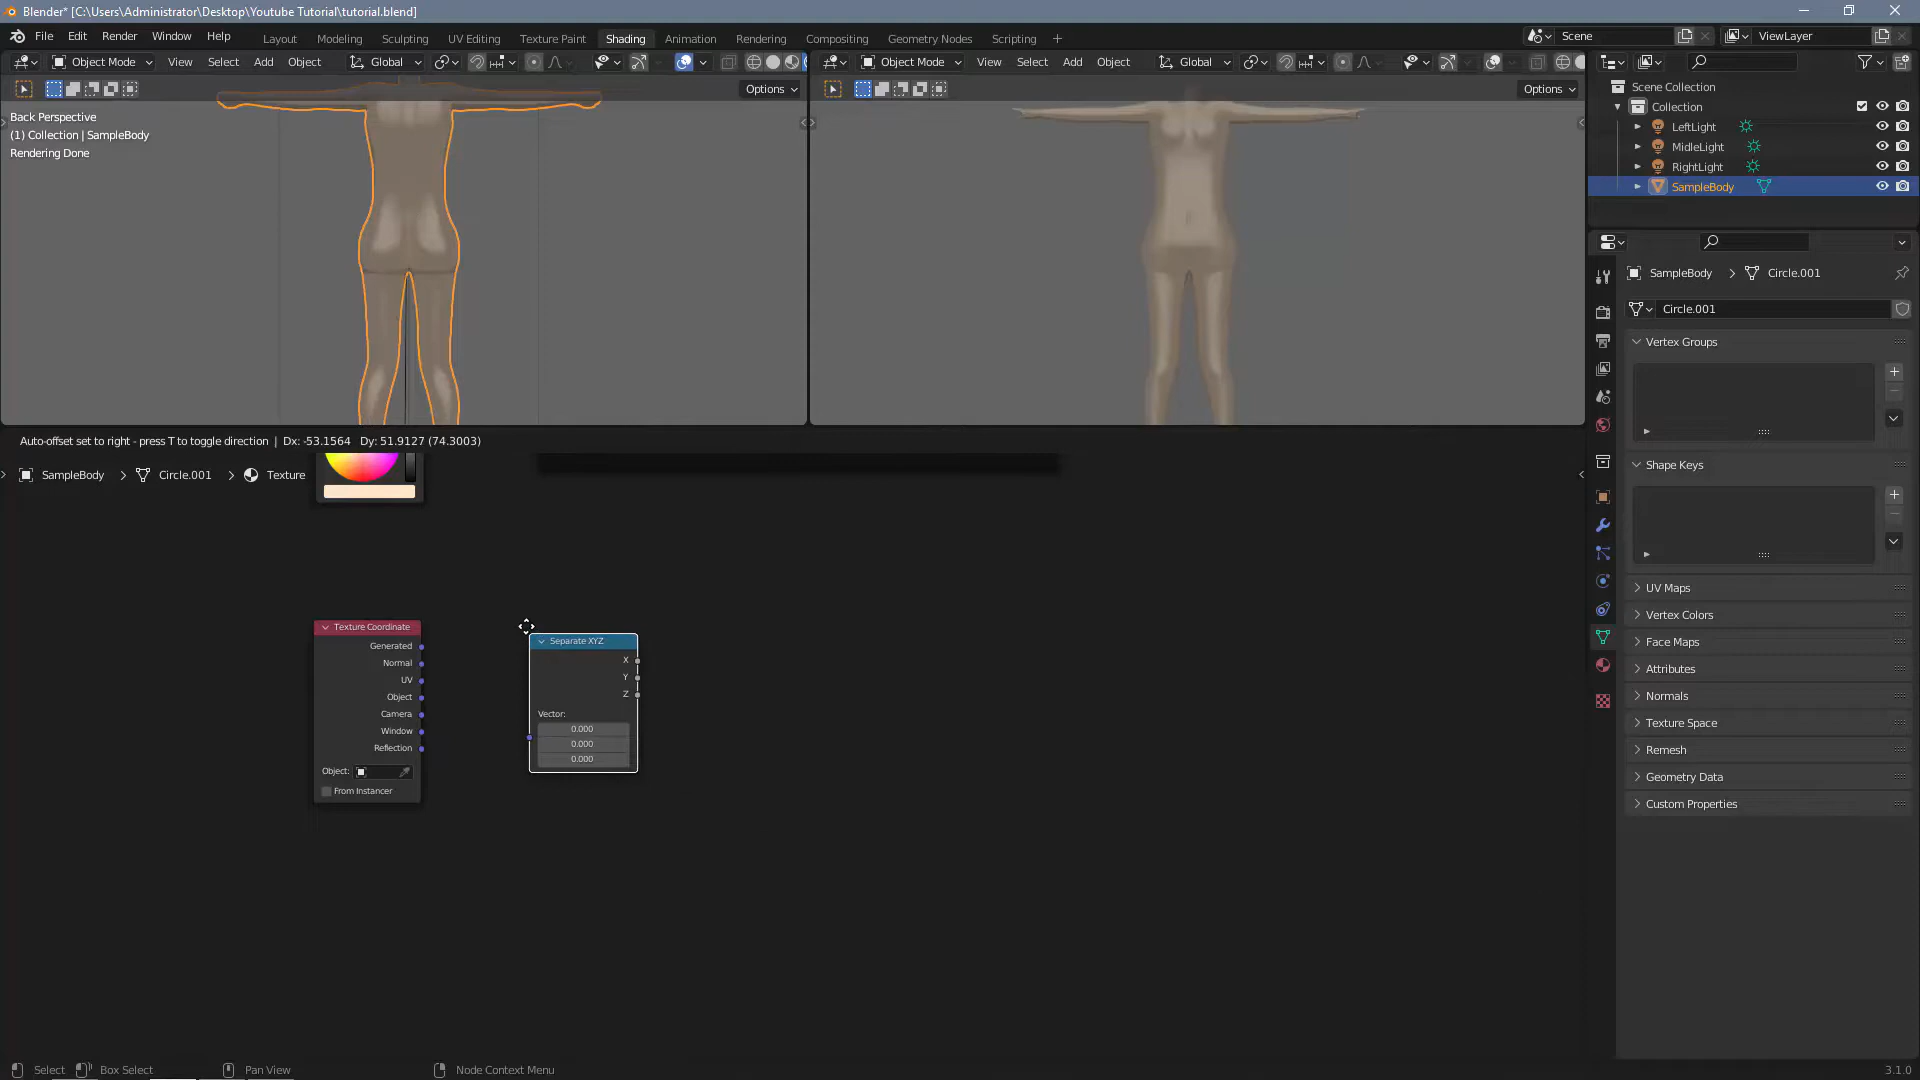 Blender* [C:\Users\Administrator\Desktop\Youtube Tutorial\tutorial.blend]
File Edit Render Window Help
Layout Modeling Sculpting UV Editing Texture Paint Shading Animation Rendering Compositing Geometry Nodes Scripting
Scene
ViewLayer
Object Mode View Select Add Object Global
Object Mode View Select Add Object Global
Options
Options
Back Perspective
(1) Collection | SampleBody
Rendering Done
Scene Collection
Collection
LeftLight
MidleLight
RightLight
SampleBody
SampleBody Circle.001
Circle.001
Vertex Groups
Shape Keys
UV Maps
Vertex Colors
Face Maps
Attributes
Normals
Texture Space
Remesh
Geometry Data
Custom Properties
Auto-offset set to right - press T to toggle direction | Dx: -53.1564 Dy: 51.9127 (74.3003)
SampleBody Circle.001 Texture
Texture Coordinate
Generated
Normal
UV
Object
Camera
Window
Reflection
Object:
From Instancer
Separate XYZ
X
Y
Z
Vector:
0.000
0.000
0.000
Select Box Select Pan View Node Context Menu
3.1.0